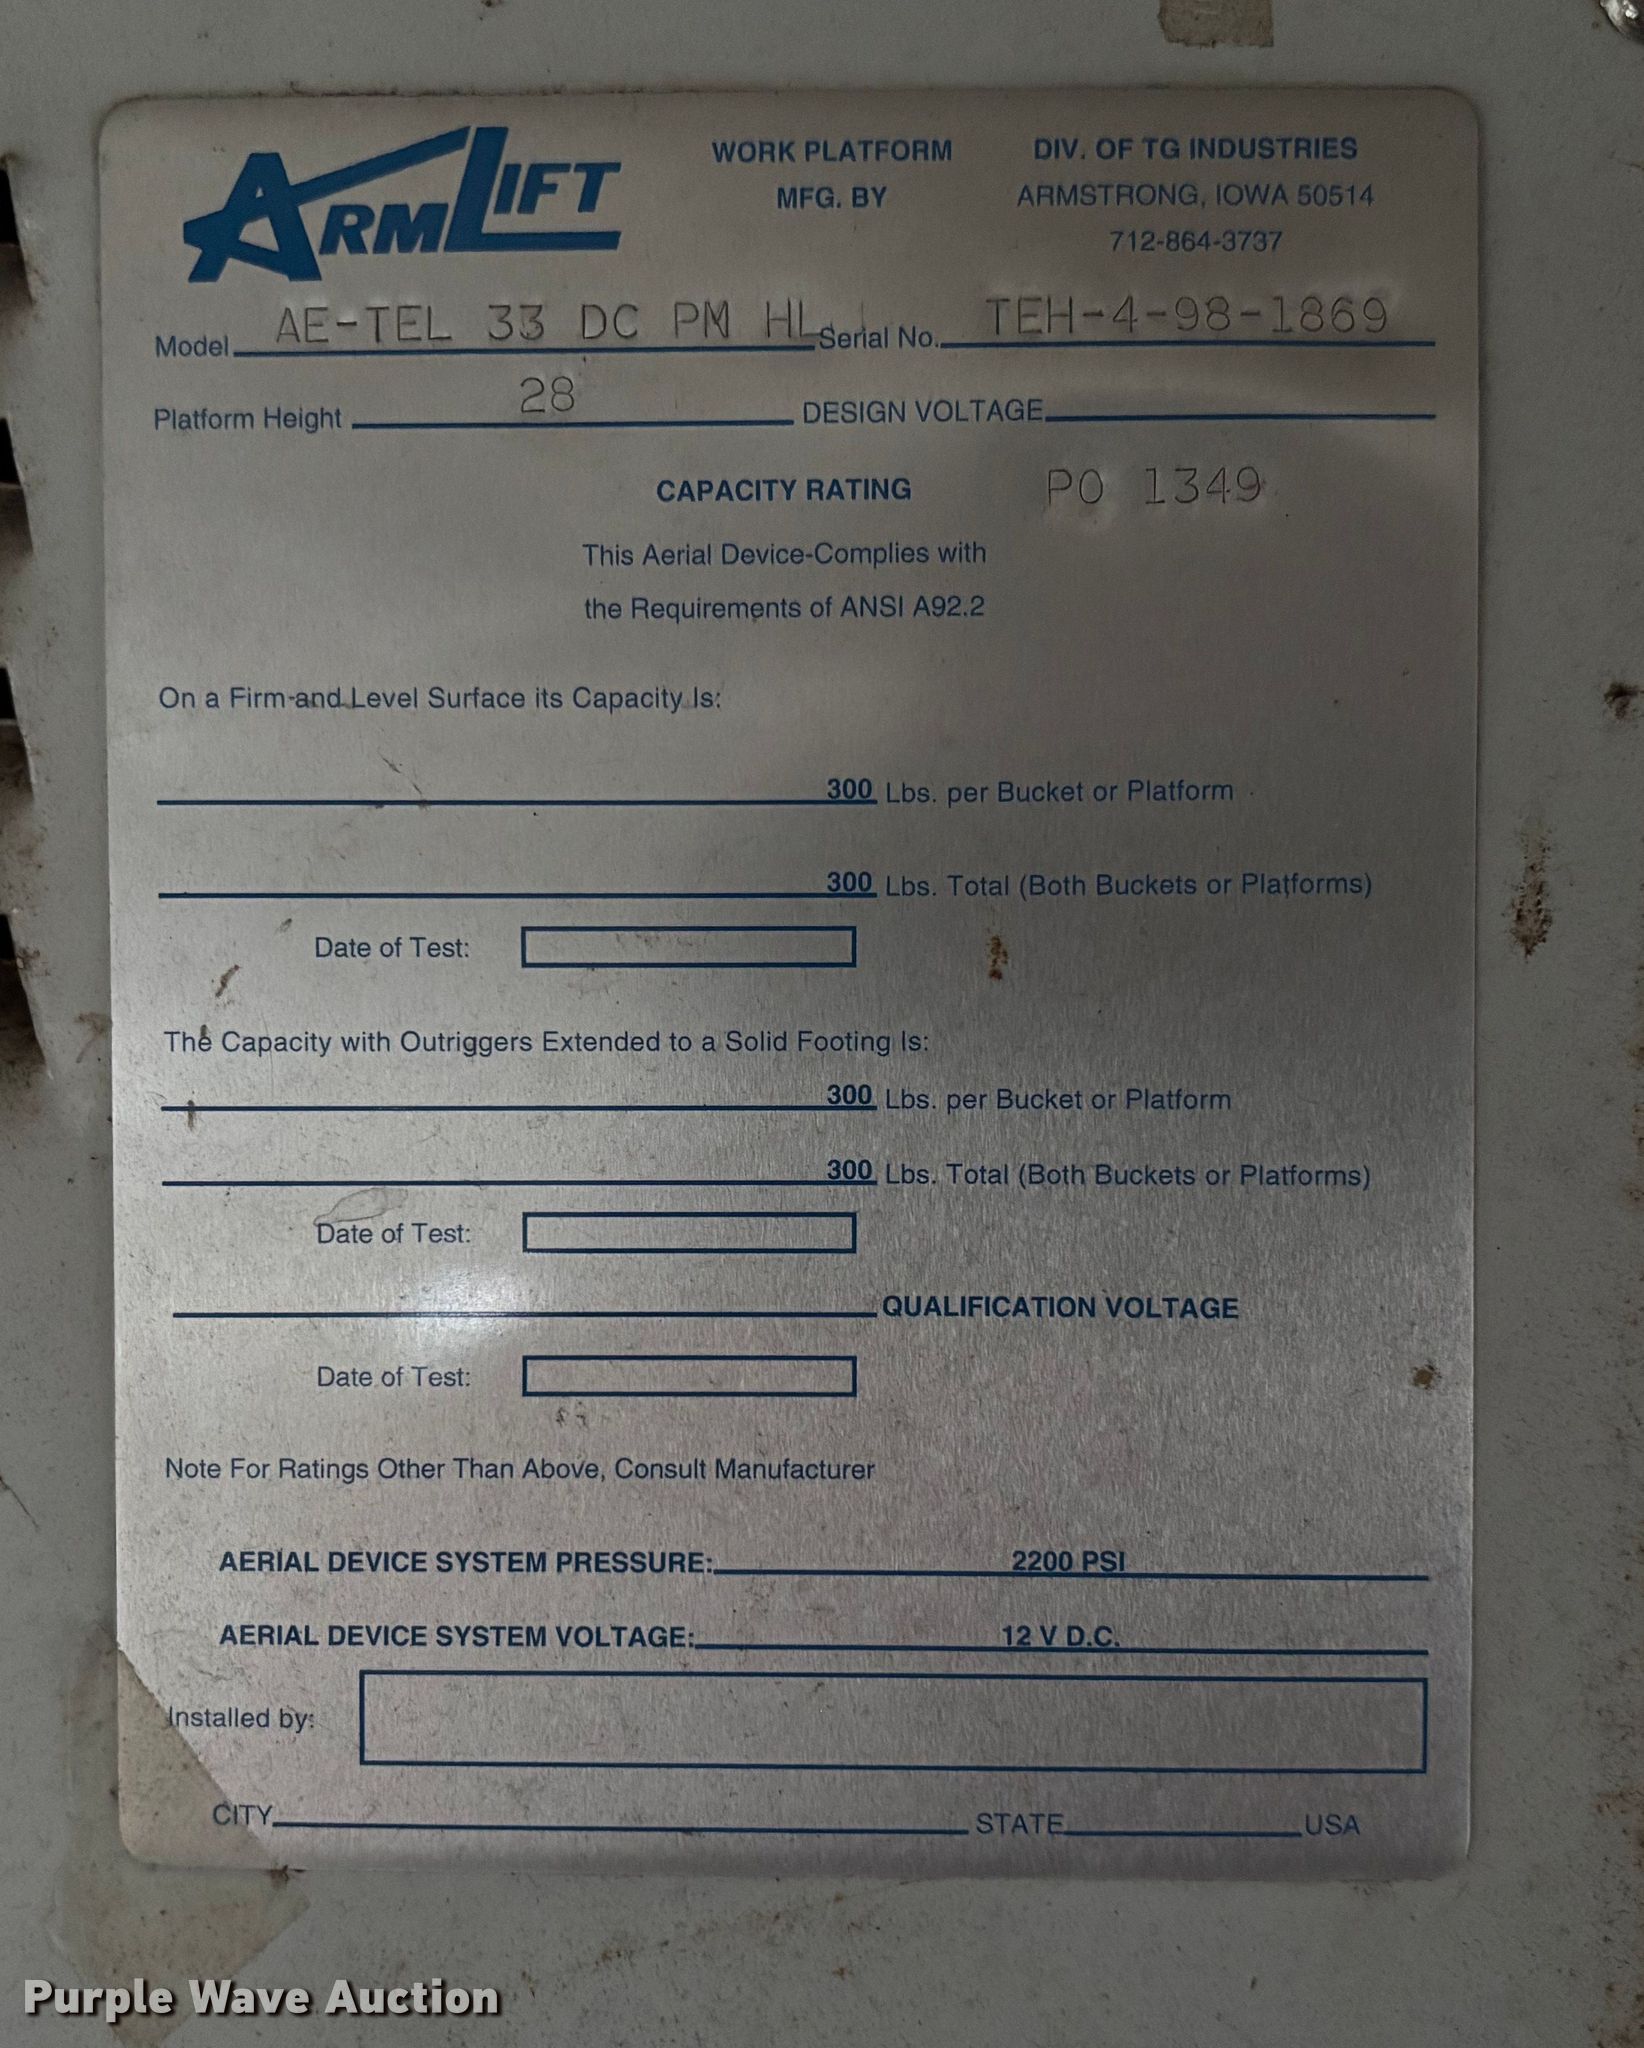 ARMLIFT
WORK PLATFORM
MFG. BY
DIV. OF TG INDUSTRIES
ARMSTRONG, IOWA 50514
712-864-3737
Model AE-TEL 33 DC PM HL Serial No. TEH-4-98-1869
Platform Height 28 DESIGN VOLTAGE
CAPACITY RATING PO 1349
This Aerial Device-Complies with
the Requirements of ANSI A92.2
On a Firm-and Level Surface its Capacity Is:
300 Lbs. per Bucket or Platform
300 Lbs. Total (Both Buckets or Platforms)
Date of Test:
The Capacity with Outriggers Extended to a Solid Footing Is:
300 Lbs. per Bucket or Platform
300 Lbs. Total (Both Buckets or Platforms)
Date of Test:
QUALIFICATION VOLTAGE
Date of Test:
Note For Ratings Other Than Above, Consult Manufacturer
AERIAL DEVICE SYSTEM PRESSURE: 2200 PSI
AERIAL DEVICE SYSTEM VOLTAGE: 12 V D.C.
Installed by:
CITY STATE USA
Purple Wave Auction